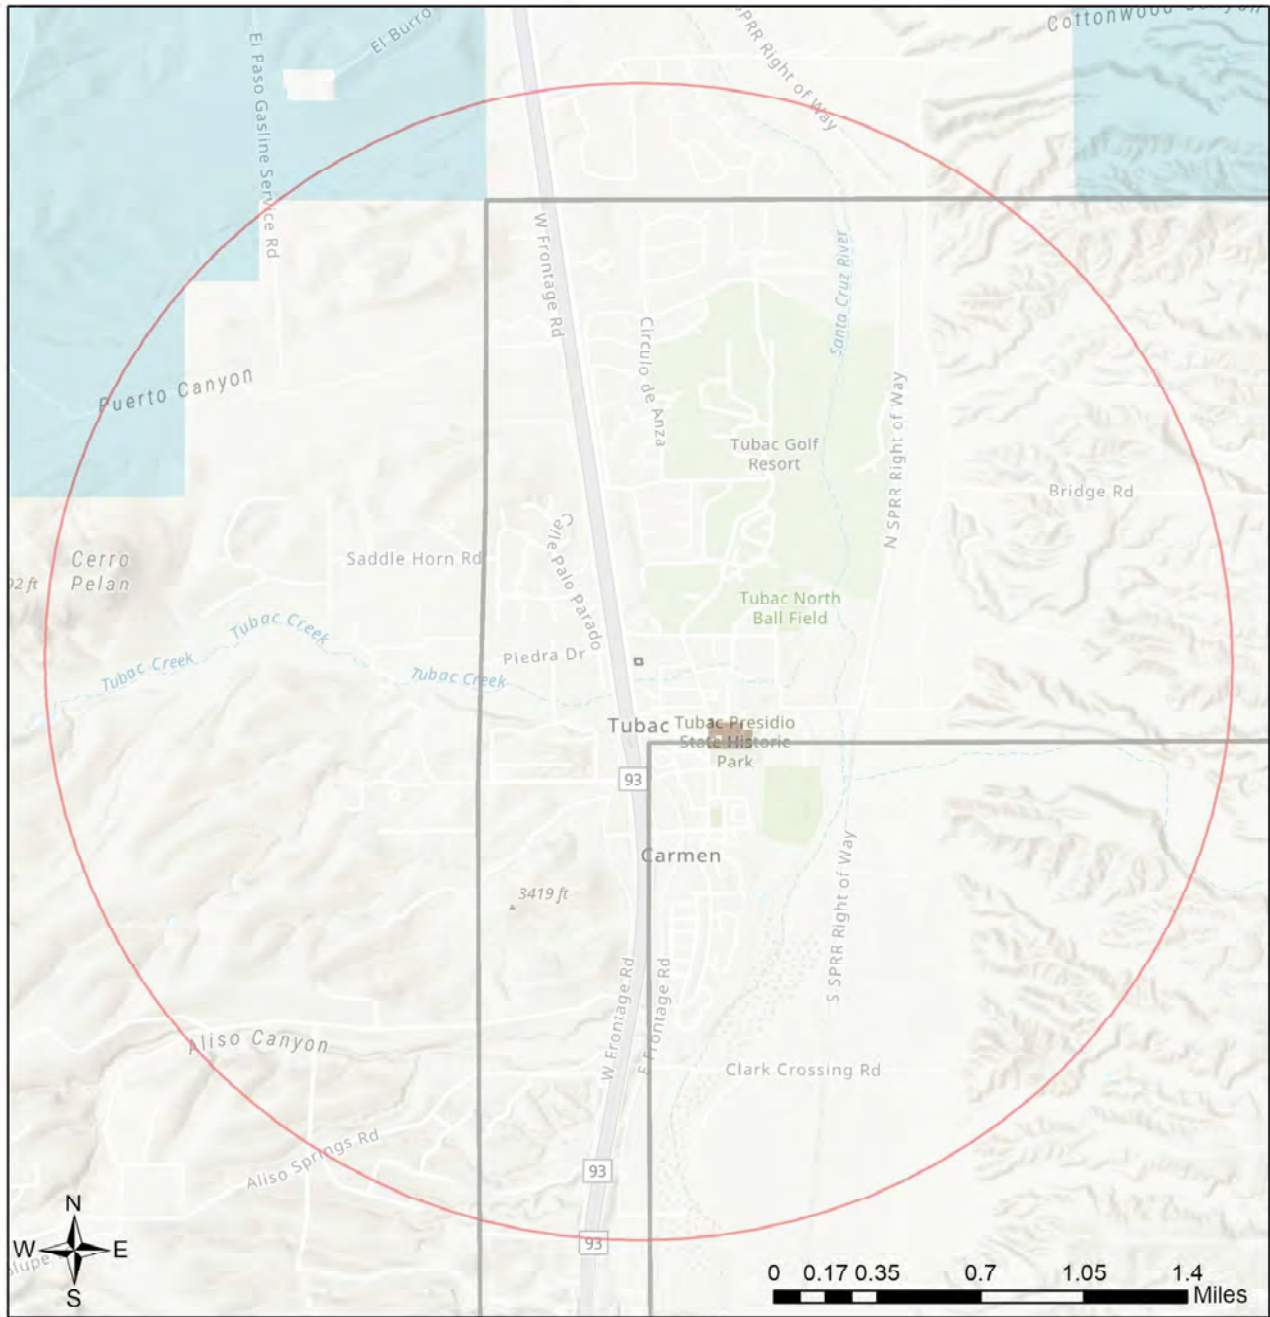 Cottonwood Canyon
El Paso Gasline Service Rd
El Burro
SPRR Right of Way
W Frontage Rd
Santa Cruz River
Circulo de Anza
Puerto Canyon
N SPRR Right of Way
Tubac Golf
Resort
Bridge Rd
Calle Palo Parado
Saddle Horn Rd
Cerro
Pelan
02 ft
Tubac North
Ball Field
Tubac Creek
Tubac Creek
Tubac Creek
Piedra Dr
Tubac
Tubac Presidio
State Historic
Park
93
Carmen
3419 ft
S SPRR Right of Way
W Frontage Rd
E Frontage Rd
Aliso Canyon
Clark Crossing Rd
Aliso Springs Rd
93
93
N
W
E
S
0 0.17 0.35 0.7 1.05 1.4
Miles